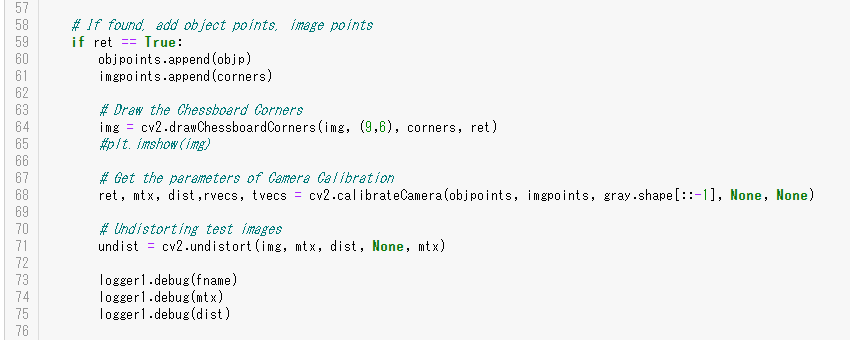 57
58 # If found, add object points, image points
59 if ret == True:
60 objpoints.append(objp)
61 imgpoints.append(corners)
62
63 # Draw the Chessboard Corners
64 img = cv2.drawChessboardCorners(img, (9,6), corners, ret)
65 #plt.imshow(img)
66
67 # Get the parameters of Camera Calibration
68 ret, mtx, dist,rvecs, tvecs = cv2.calibrateCamera(objpoints, imgpoints, gray.shape[::-1], None, None)
69
70 # Undistorting test images
71 undist = cv2.undistort(img, mtx, dist, None, mtx)
72
73 logger1.debug(fname)
74 logger1.debug(mtx)
75 logger1.debug(dist)
76